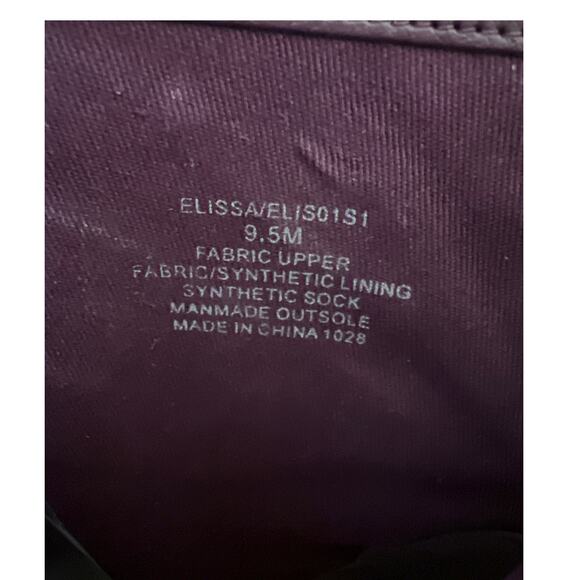 ELISSA/ELIS01S1
9.5M
FABRIC UPPER
FABRIC/SYNTHETIC LINING
SYNTHETIC SOCK
MANMADE OUTSOLE
MADE IN CHINA 1028